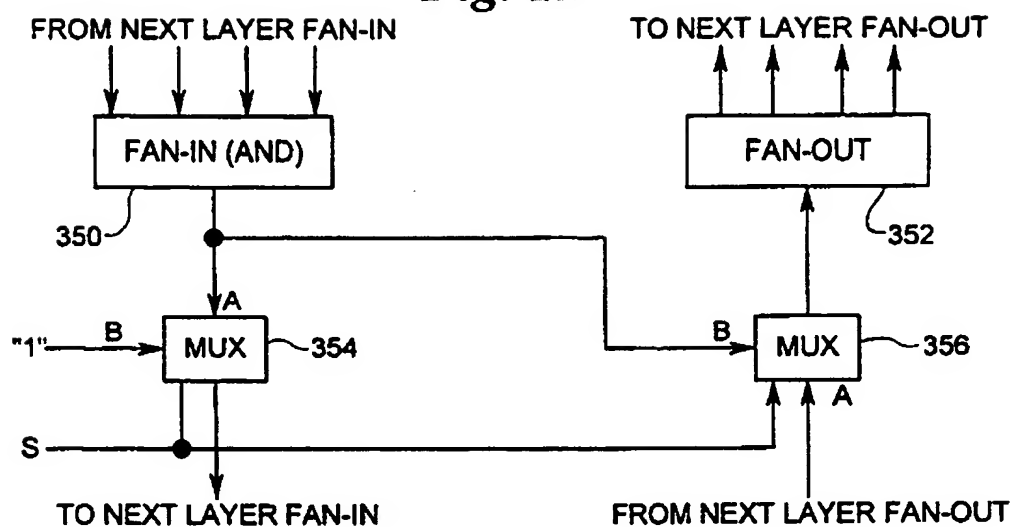 FROM NEXT LAYER FAN-IN
TO NEXT LAYER FAN-OUT
FAN-IN (AND)
FAN-OUT
350
352
A
"1"
B
MUX
354
B
MUX
356
A
S
TO NEXT LAYER FAN-IN
FROM NEXT LAYER FAN-OUT